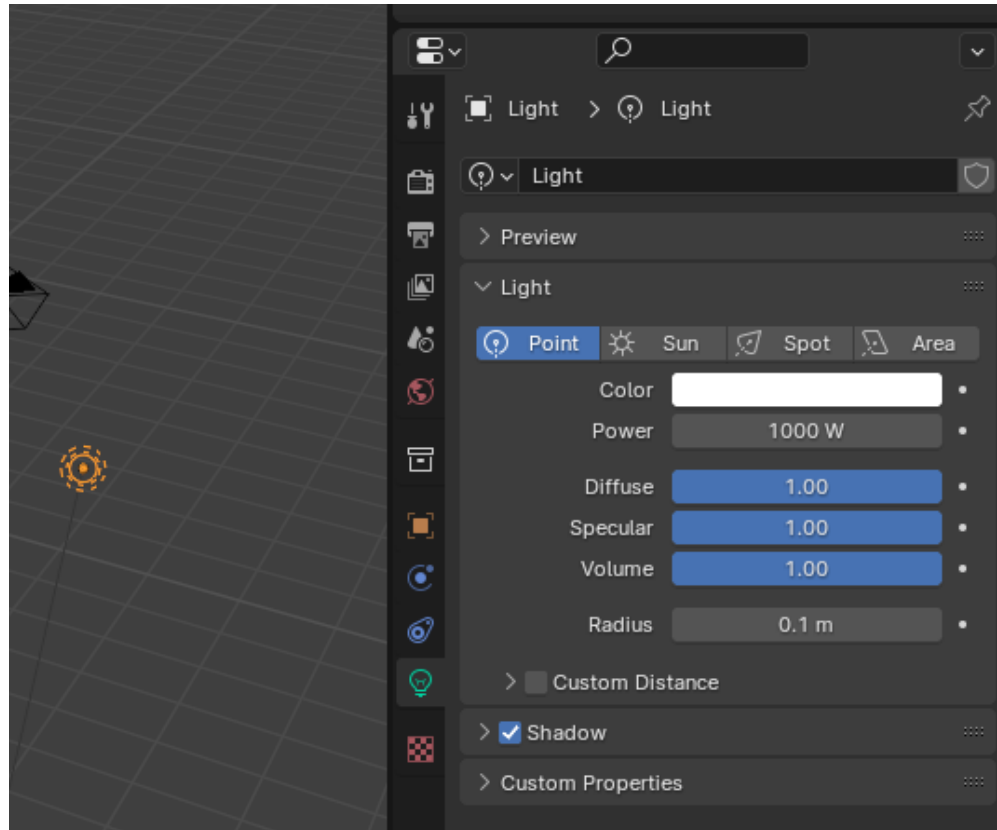 Light > Light
Light
Preview
Light
Point Sun Spot Area
Color
Power 1000 W
Diffuse 1.00
Specular 1.00
Volume 1.00
Radius 0.1 m
Custom Distance
Shadow
Custom Properties